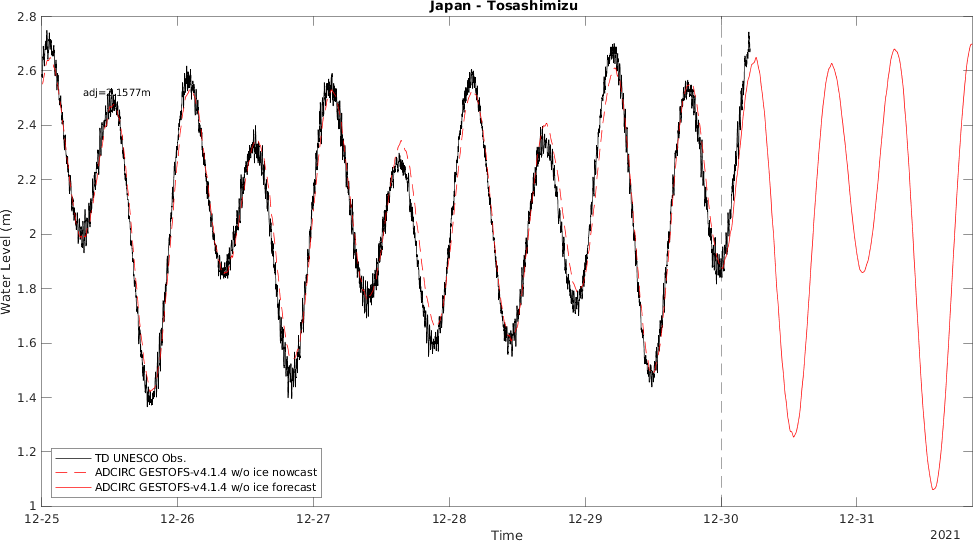 Japan - Tosashimizu
2.8
2.6
2.4
2.2
2
1.8
1.6
1.4
1.2
1
Water Level (m)
adj=2.1577m
TD UNESCO Obs.
ADCIRC GESTOFS-v4.1.4 w/o ice nowcast
ADCIRC GESTOFS-v4.1.4 w/o ice forecast
12-25
12-26
12-27
12-28
12-29
12-30
12-31
Time
2021